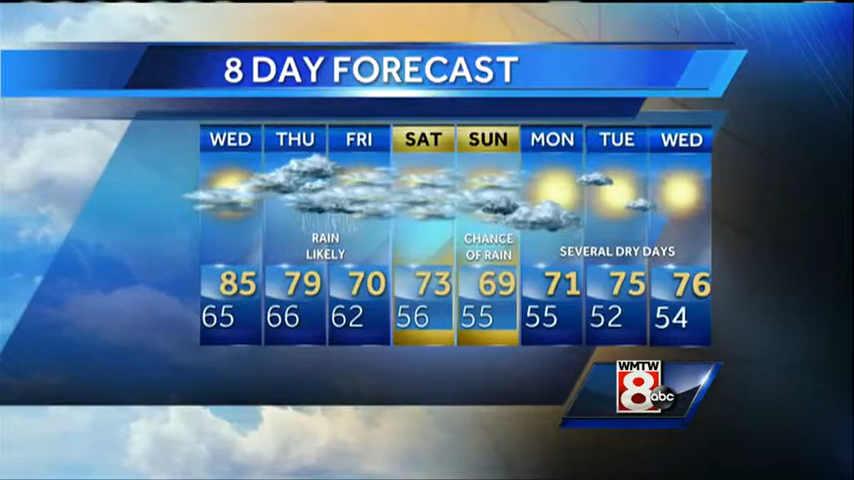 8 DAY FORECAST
WED THU FRI SAT SUN MON TUE WED
RAIN
LIKELY
CHANCE
OF RAIN
SEVERAL DRY DAYS
85 79 70 73 69 71 75 76
65 66 62 56 55 55 52 54
WMTW
8 abc